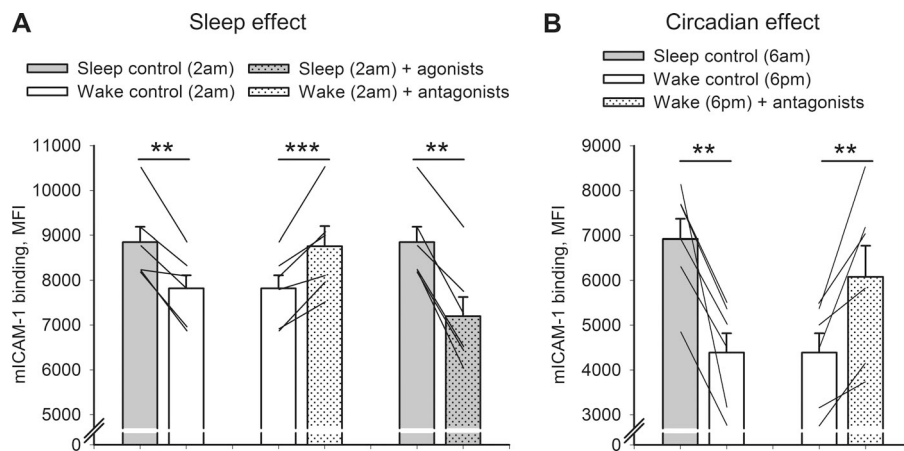 A Sleep effect
Sleep control (2am) Sleep (2am) + agonists
Wake control (2am) Wake (2am) + antagonists
mICAM-1 binding, MFI
11000
10000
9000
8000
7000
6000
5000
0
** *** **
B Circadian effect
Sleep control (6am)
Wake control (6pm)
Wake (6pm) + antagonists
mICAM-1 binding, MFI
9000
8000
7000
6000
5000
4000
3000
0
** **